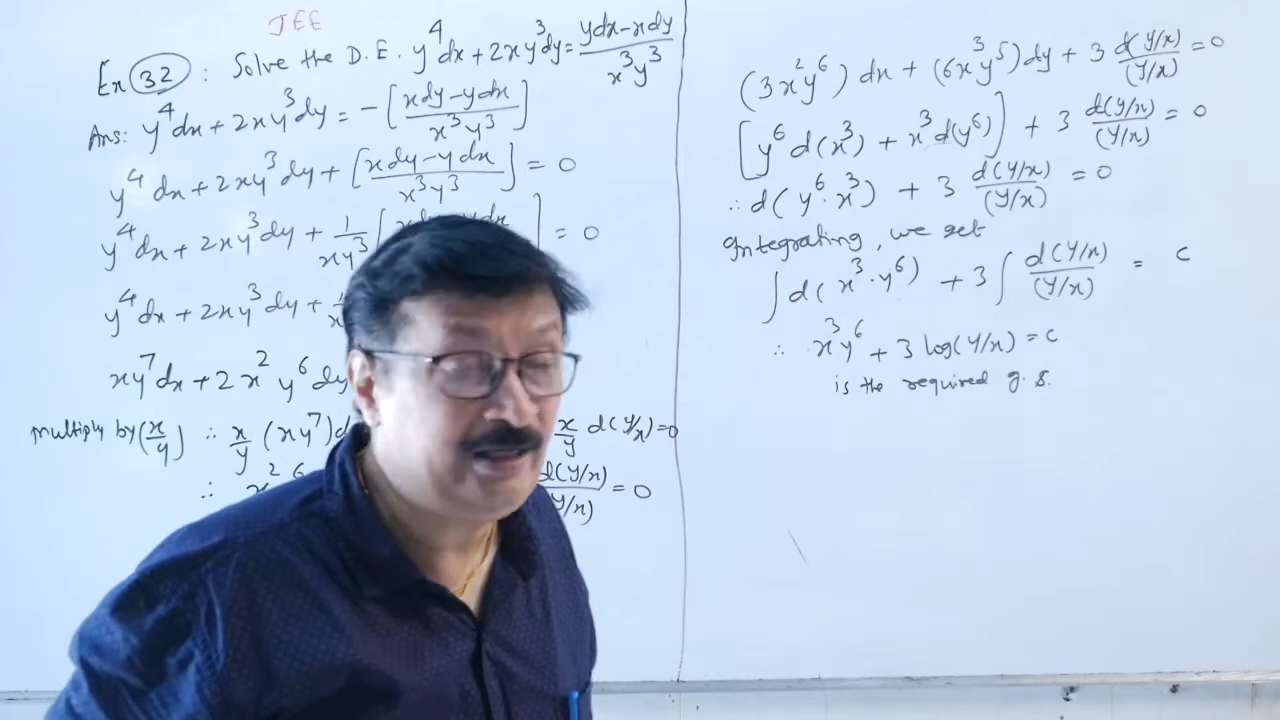 JEE
Ex (32) : Solve the D.E. y⁴dx + 2xy³dy = (ydx - xdy)/(x³y³)
Ans: y⁴dx + 2xy³dy = -[(xdy - ydx)/(x³y³)]
y⁴dx + 2xy³dy + [(xdy - ydx)/(x³y³)] = 0
y⁴dx + 2xy³dy + 1/(xy³) [ ] = 0
y⁴dx + 2xy³dy +
xy⁷dx + 2x²y⁶dy
multiply by (x/y) ∴ x/y (xy⁷)d x/y d(y/x) = 0
∴ x² y⁶ d(y/x)/(y/x) = 0
(3x²y⁶)dx + (6x³y⁵)dy + 3 d(y/x)/(y/x) = 0
[y⁶d(x³) + x³d(y⁶)] + 3 d(y/x)/(y/x) = 0
∴ d(y⁶·x³) + 3 d(y/x)/(y/x) = 0
Integrating, we get
∫d(x³·y⁶) + 3∫ d(y/x)/(y/x) = c
∴ x³y⁶ + 3 log(y/x) = c
is the required g.s.